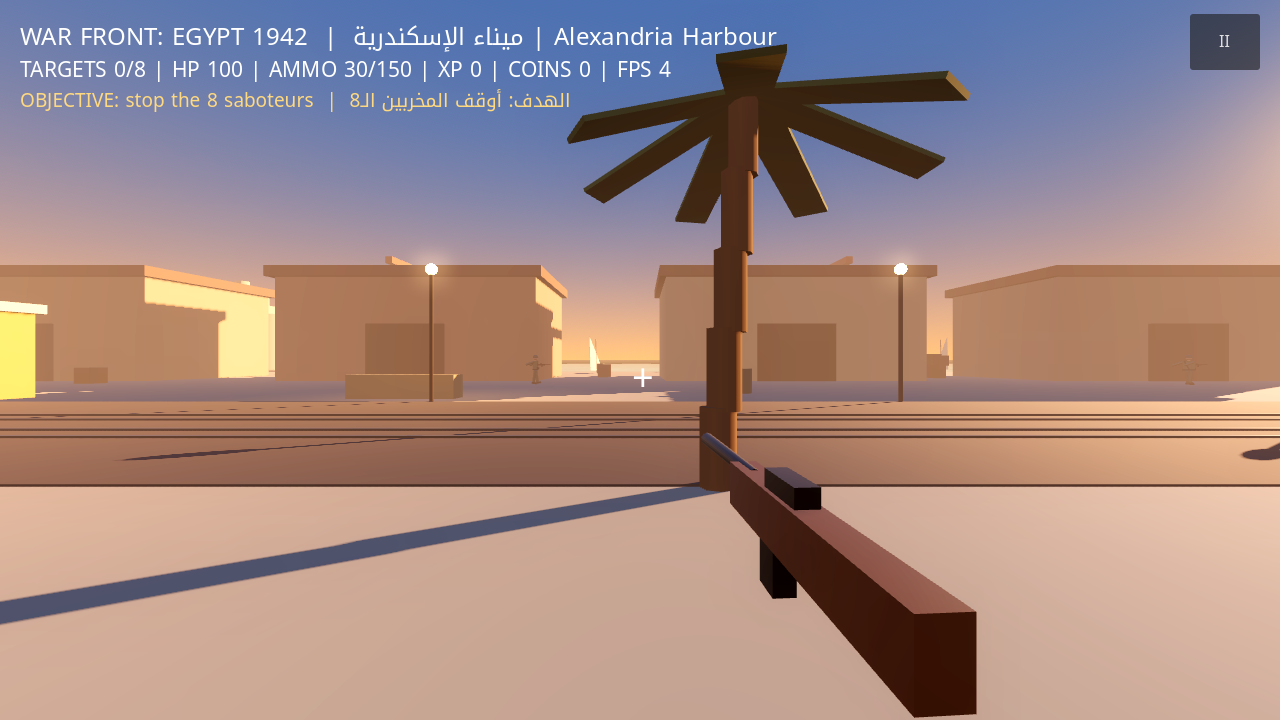 WAR FRONT: EGYPT 1942 | ميناء الإسكندرية | Alexandria Harbour
II
TARGETS 0/8 | HP 100 | AMMO 30/150 | XP 0 | COINS 0 | FPS 4
OBJECTIVE: stop the 8 saboteurs | الهدف: أوقف المخربين الـ8